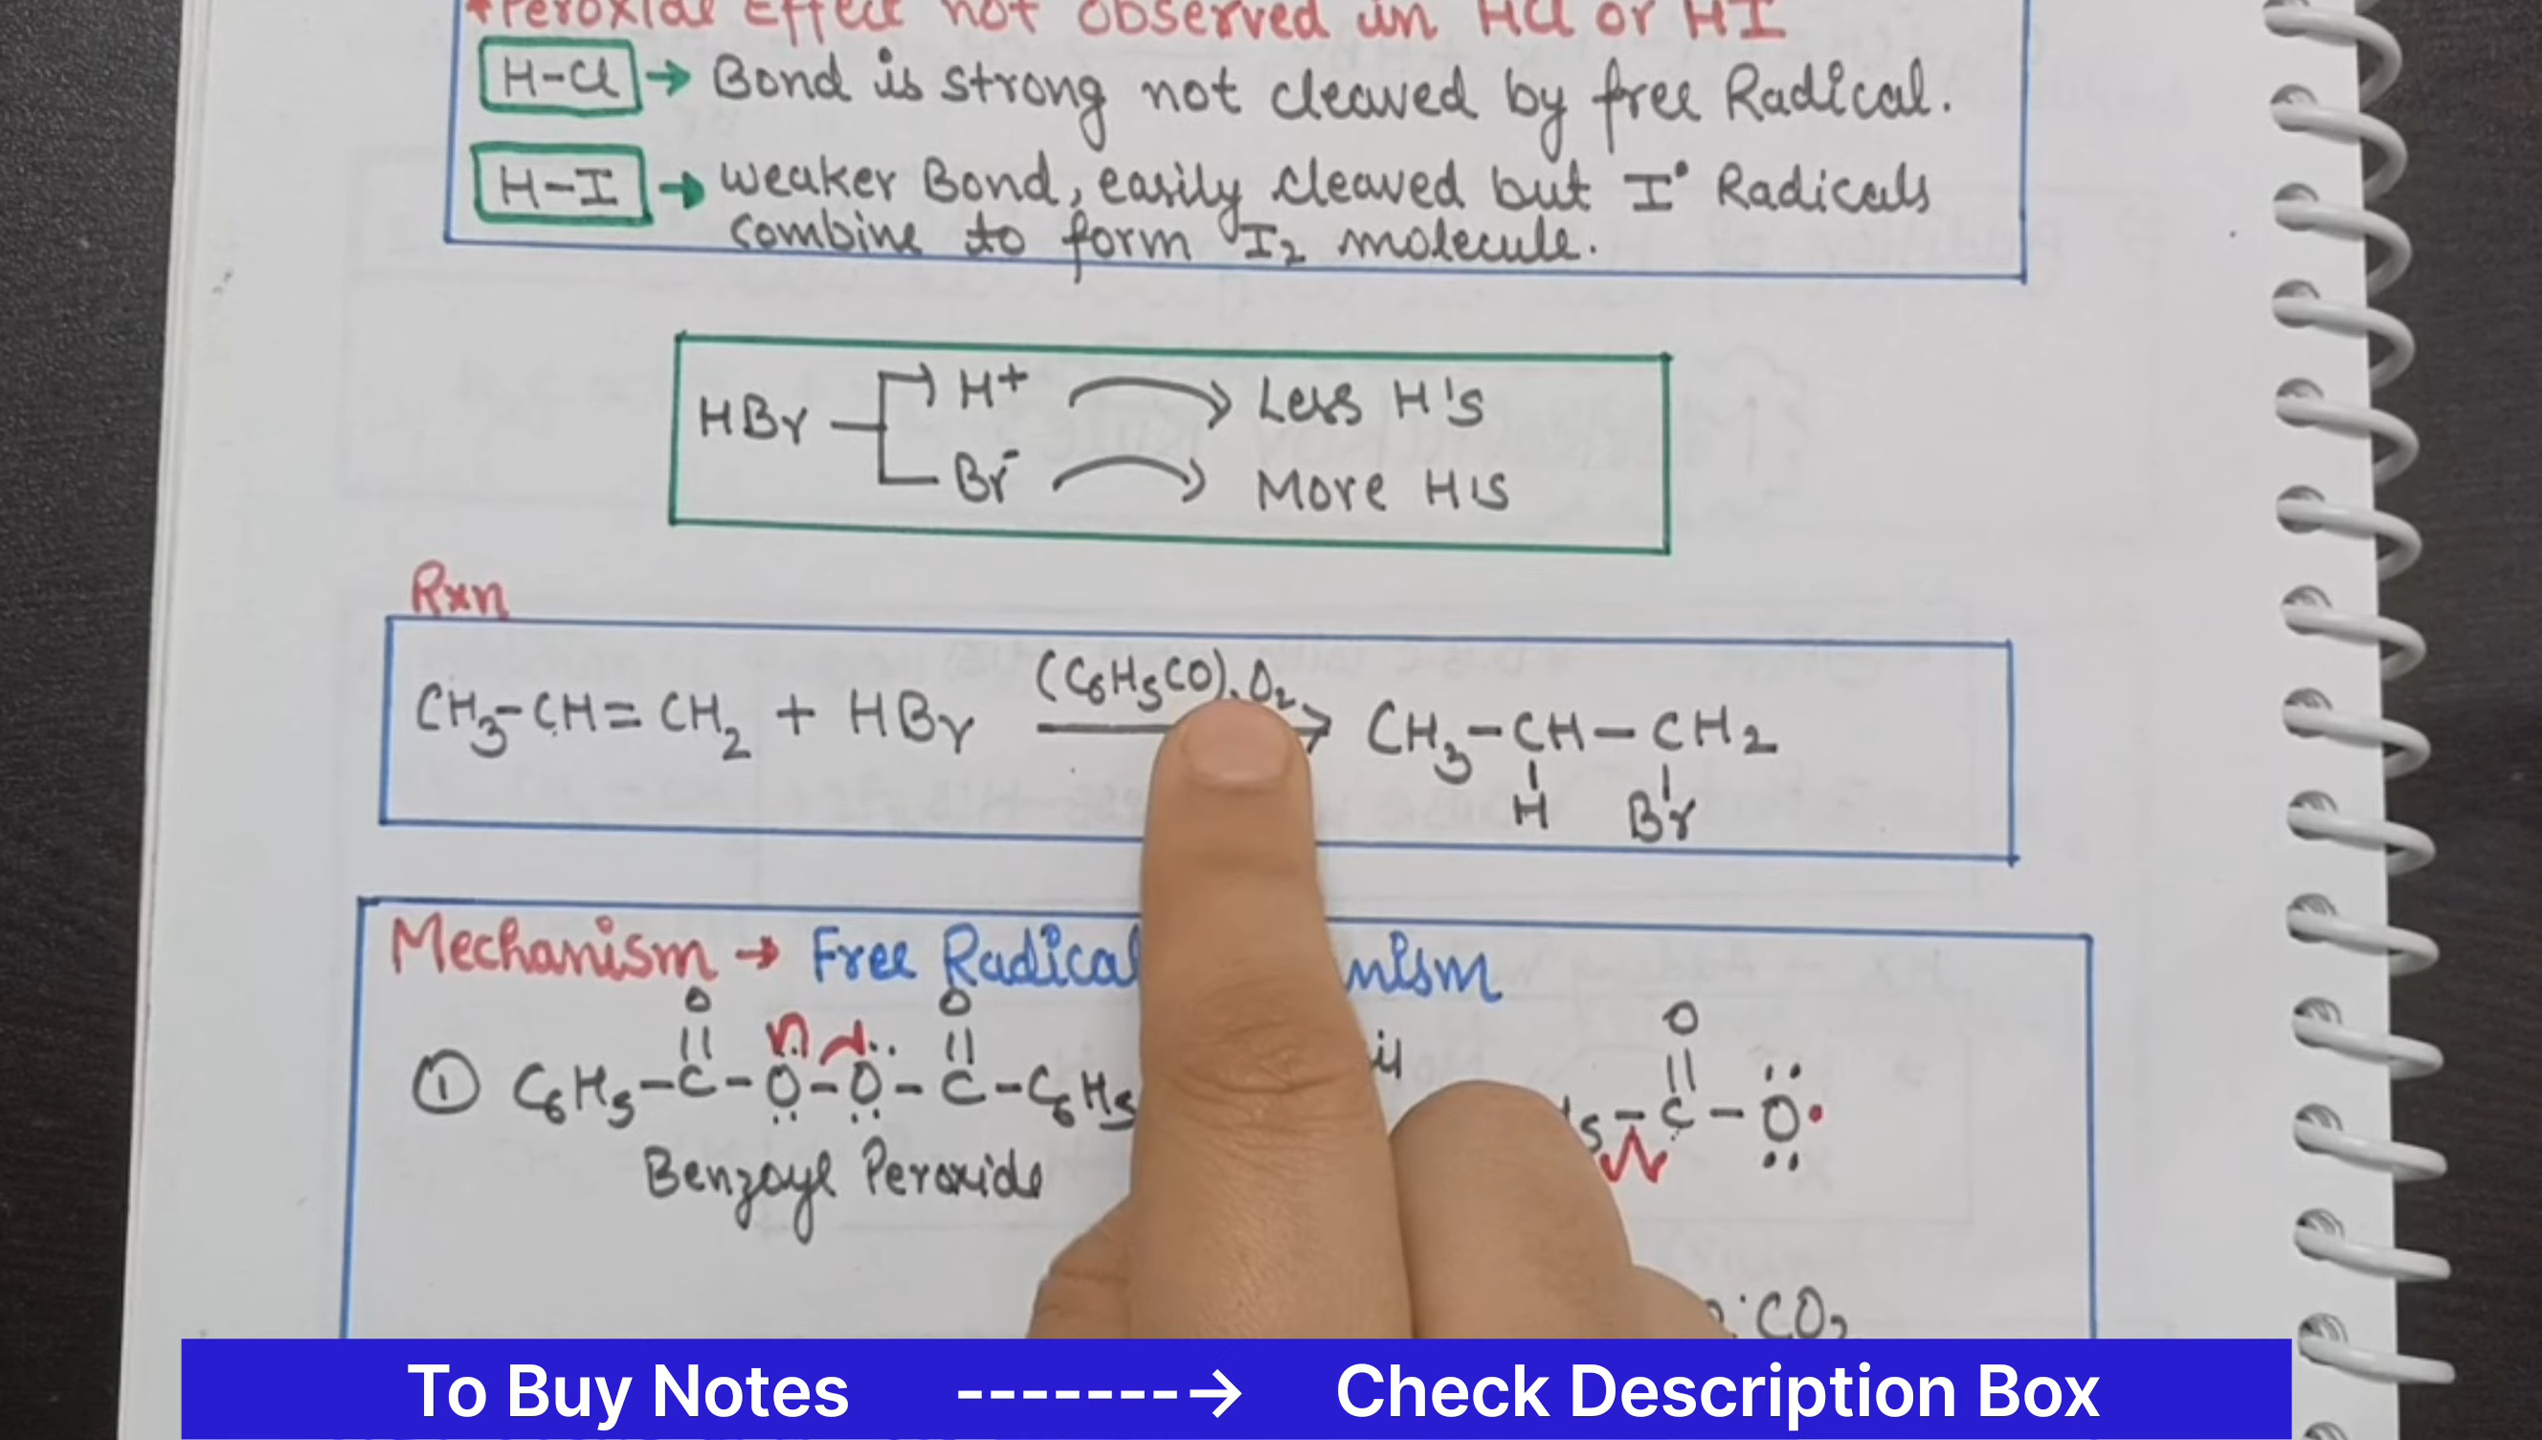 *Peroxide Effect not observed in HCl or HI
H-Cl → Bond is strong not cleaved by free Radical.
H-I → weaker Bond, easily cleaved but I• Radicals
combine to form I₂ molecule.
H⁺ Less H's
HBr
Br⁻ More H's
Rxn
(C₆H₅CO)₂O₂
CH₃-CH=CH₂ + HBr → CH₃-CH-CH₂
H Br
Mechanism → Free Radical
O O O
① C₆H₅-C-O-O-C-C₆H₅ -C-O•
Benzoyl Peroxide
CO₂
To Buy Notes -------→ Check Description Box